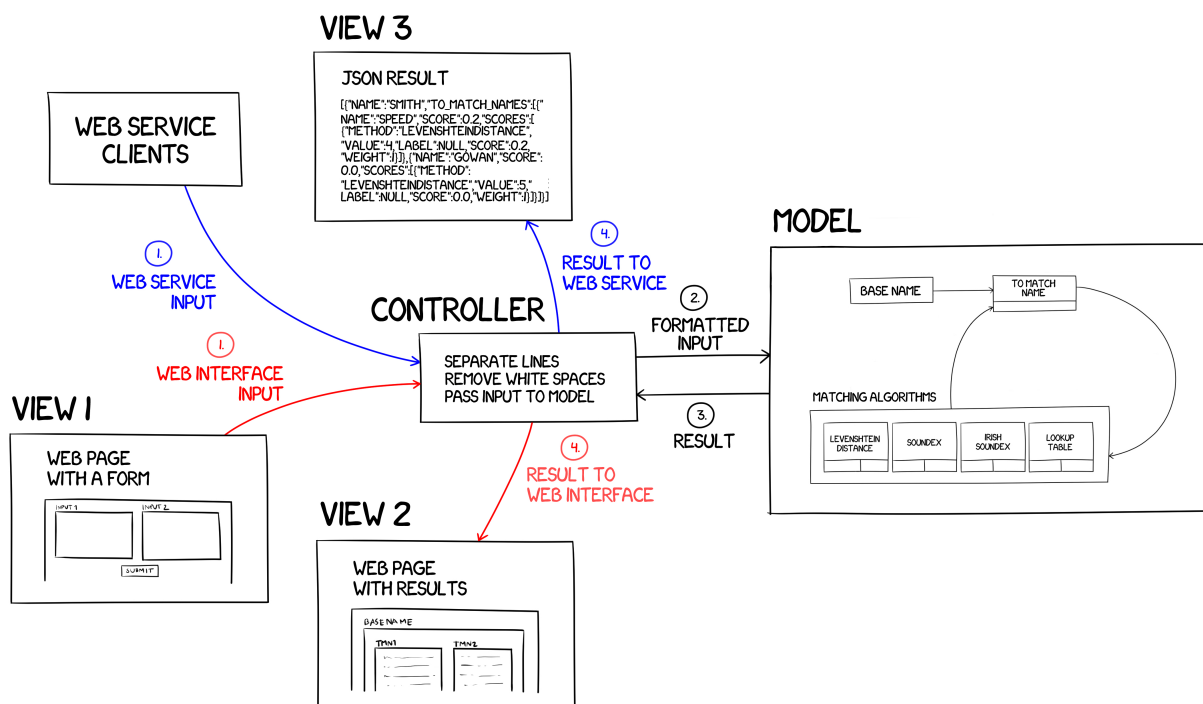 VIEW 3
JSON RESULT
[{"NAME":"SMITH","TO_MATCH_NAMES":[{"
NAME":"SPEED","SCORE":0.2,"SCORES":[
{"METHOD":"LEVENSHTEINDISTANCE",
"VALUE":4,"LABEL":NULL,"SCORE":0.2,
"WEIGHT":1}]},{"NAME":"GOWAN","SCORE":
0.0,"SCORES":[{"METHOD":
"LEVENSHTEINDISTANCE","VALUE":5,"
LABEL":NULL,"SCORE":0.0,"WEIGHT":1}]}]}]
WEB SERVICE
CLIENTS
1.
WEB SERVICE
INPUT
4.
RESULT TO
WEB SERVICE
1.
WEB INTERFACE
INPUT
CONTROLLER
SEPARATE LINES
REMOVE WHITE SPACES
PASS INPUT TO MODEL
2.
FORMATTED
INPUT
3.
RESULT
MODEL
BASE NAME
TO MATCH
NAME
MATCHING ALGORITHMS
LEVENSHTEIN
DISTANCE
SOUNDEX
IRISH
SOUNDEX
LOOKUP
TABLE
VIEW 1
WEB PAGE
WITH A FORM
INPUT 1
INPUT 2
SUBMIT
4.
RESULT TO
WEB INTERFACE
VIEW 2
WEB PAGE
WITH RESULTS
BASE NAME
TMN1
TMN2